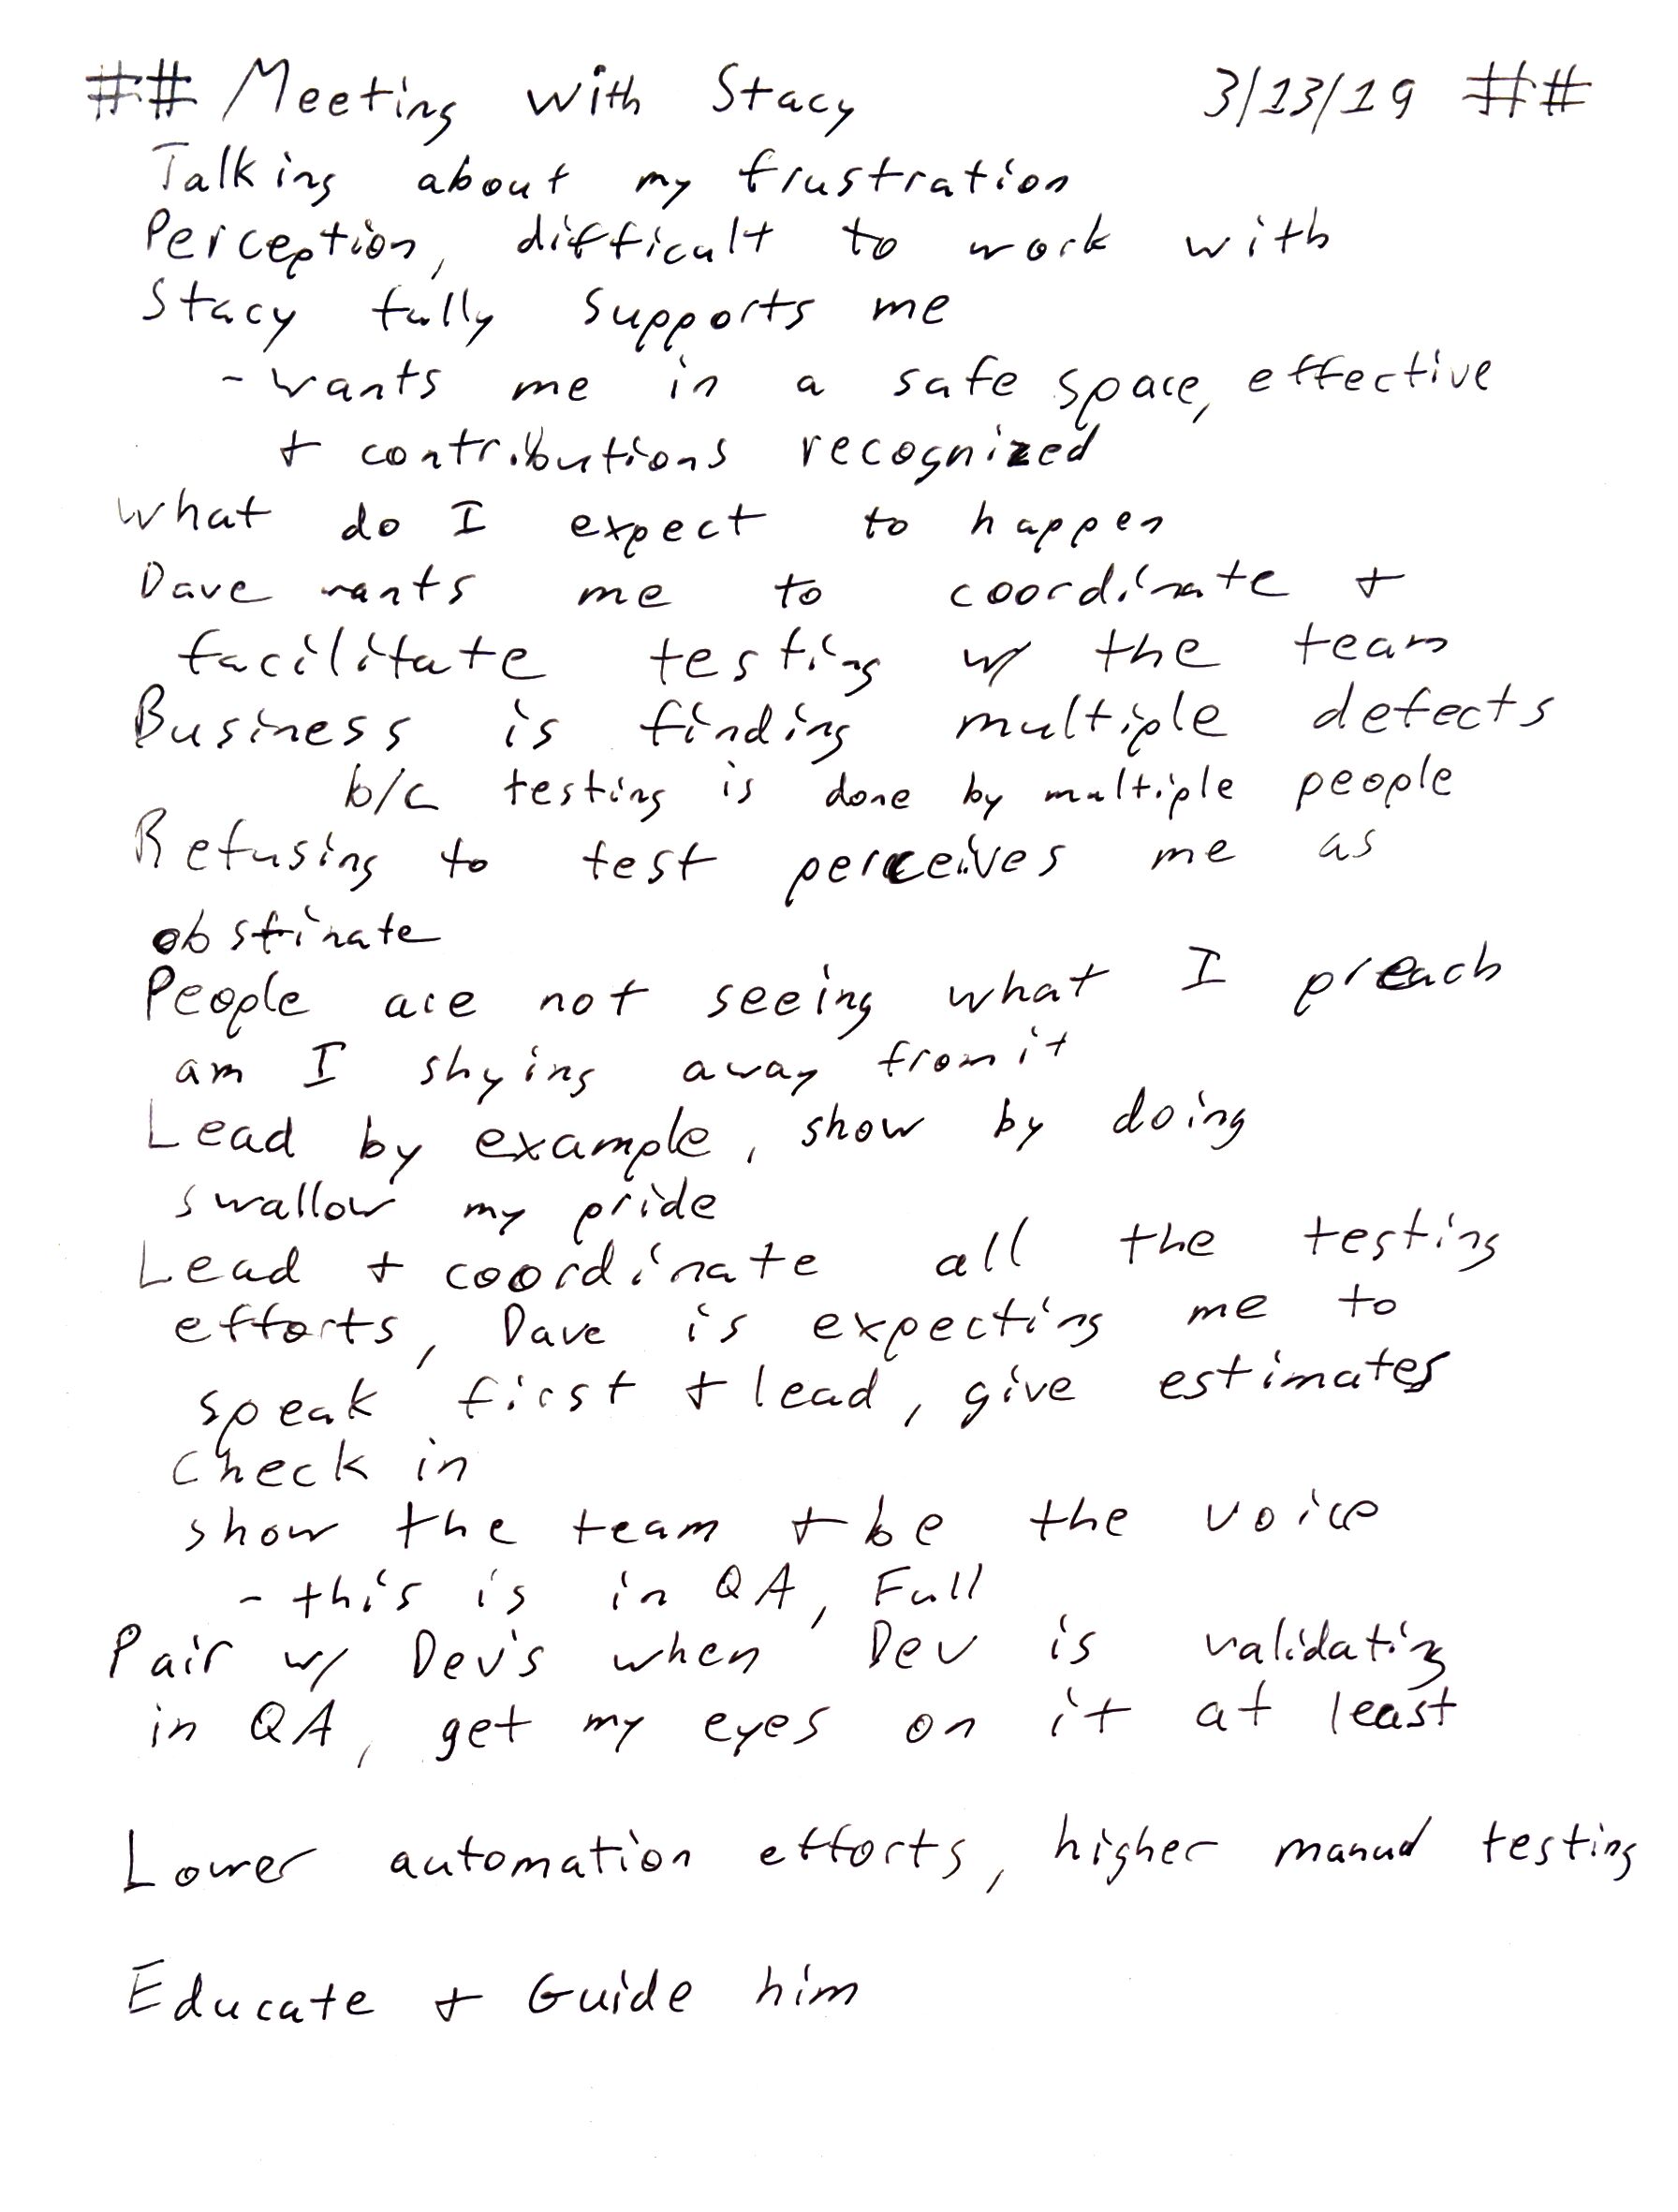 ## Meeting with Stacy 3/13/19 ##
Talking about my frustration
Perception, difficult to work with
Stacy fully supports me
- wants me in a safe space, effective
+ contributions recognized
what do I expect to happen
Dave wants me to coordinate +
facilitate testing w/ the team
Business is finding multiple defects
b/c testing is done by multiple people
Refusing to test perceives me as
obstinate
People are not seeing what I preach
am I shying away from it
Lead by example, show by doing
swallow my pride
Lead + coordinate all the testing
efforts, Dave is expecting me to
speak first + lead, give estimates
Check in
show the team + be the voice
- this is in QA, Full
Pair w/ Dev's when Dev is validating
in QA, get my eyes on it at least
Lower automation efforts, higher manual testing
Educate + Guide him